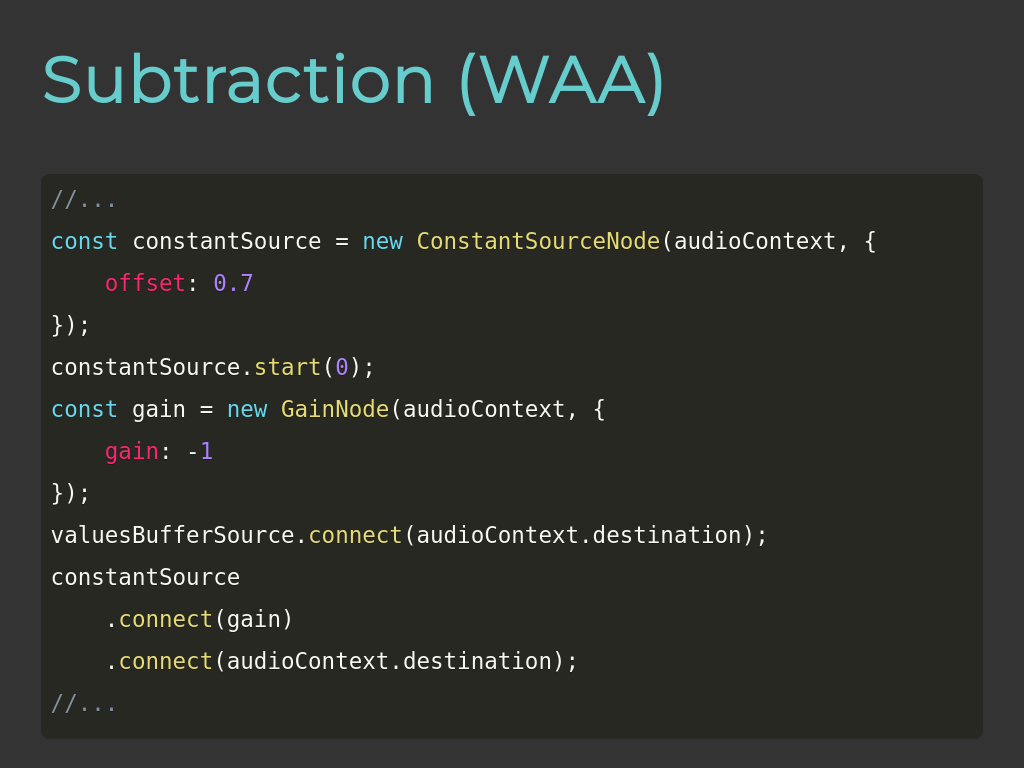 Subtraction (WAA)
//...
const constantSource = new ConstantSourceNode(audioContext, {
    offset: 0.7
});
constantSource.start(0);
const gain = new GainNode(audioContext, {
    gain: -1
});
valuesBufferSource.connect(audioContext.destination);
constantSource
    .connect(gain)
    .connect(audioContext.destination);
//...